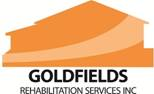 GOLDFIELDS
REHABILITATION SERVICES INC